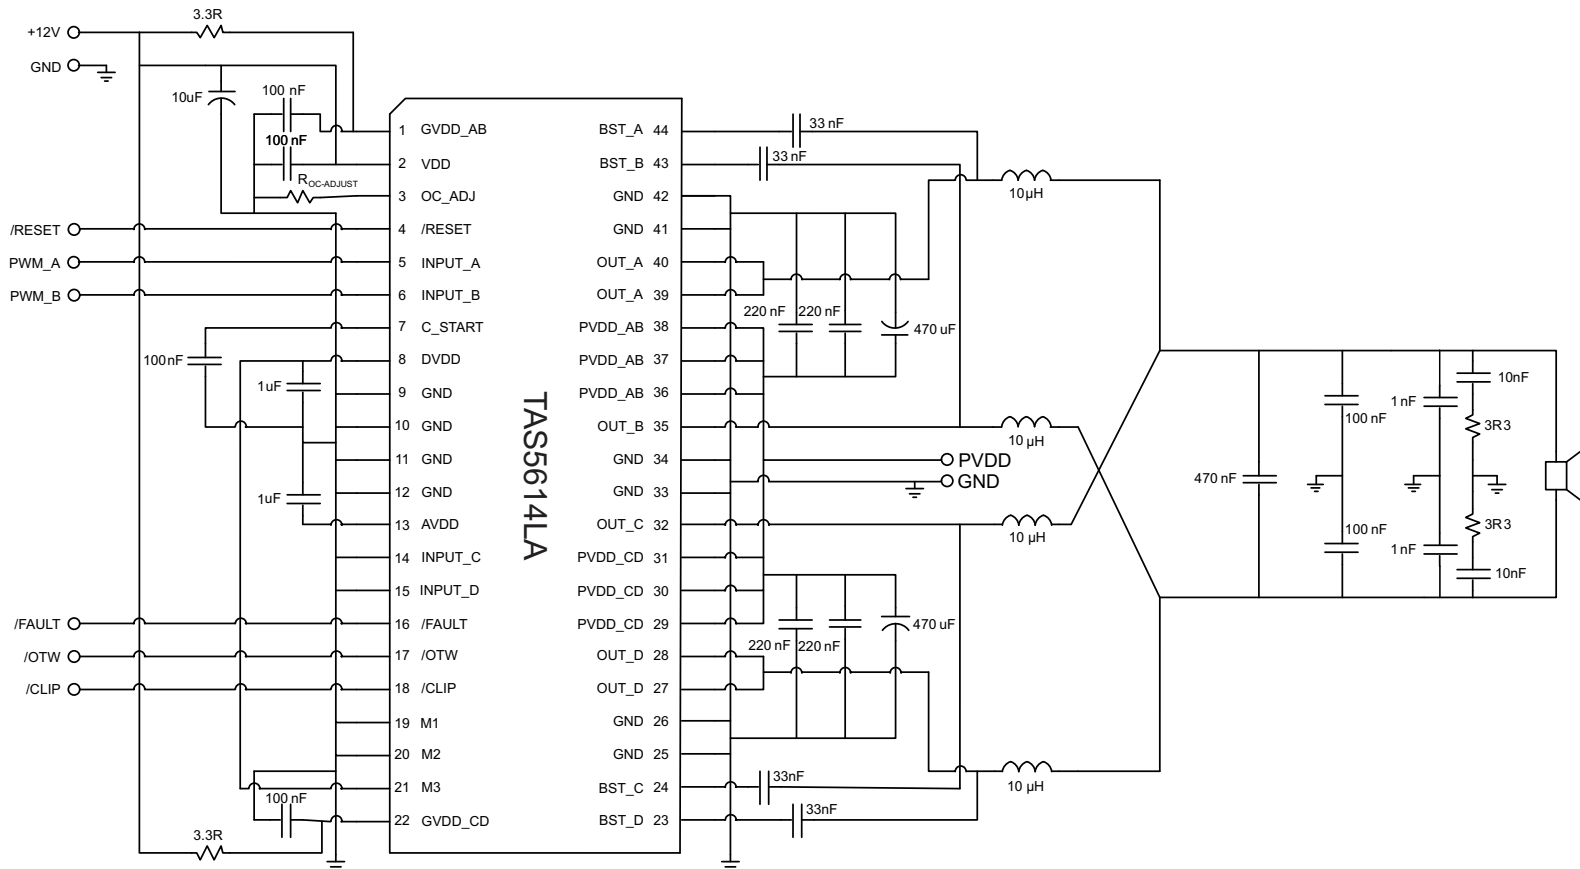 3.3R
+12V
GND
10uF
100 nF
100 nF
R_OC-ADJUST
/RESET
PWM_A
PWM_B
100 nF
1uF
1uF
/FAULT
/OTW
/CLIP
100 nF
3.3R
1 GVDD_AB
2 VDD
3 OC_ADJ
4 /RESET
5 INPUT_A
6 INPUT_B
7 C_START
8 DVDD
9 GND
10 GND
11 GND
12 GND
13 AVDD
14 INPUT_C
15 INPUT_D
16 /FAULT
17 /OTW
18 /CLIP
19 M1
20 M2
21 M3
22 GVDD_CD
TAS5614LA
BST_A 44
BST_B 43
GND 42
GND 41
OUT_A 40
OUT_A 39
PVDD_AB 38
PVDD_AB 37
PVDD_AB 36
OUT_B 35
GND 34
GND 33
OUT_C 32
PVDD_CD 31
PVDD_CD 30
PVDD_CD 29
OUT_D 28
OUT_D 27
GND 26
GND 25
BST_C 24
BST_D 23
33 nF
33 nF
10 µH
220 nF
220 nF
470 uF
10 µH
PVDD
GND
10 µH
220 nF
220 nF
470 uF
33nF
10 µH
33nF
470 nF
100 nF
100 nF
1 nF
1 nF
10nF
3R3
3R3
10nF